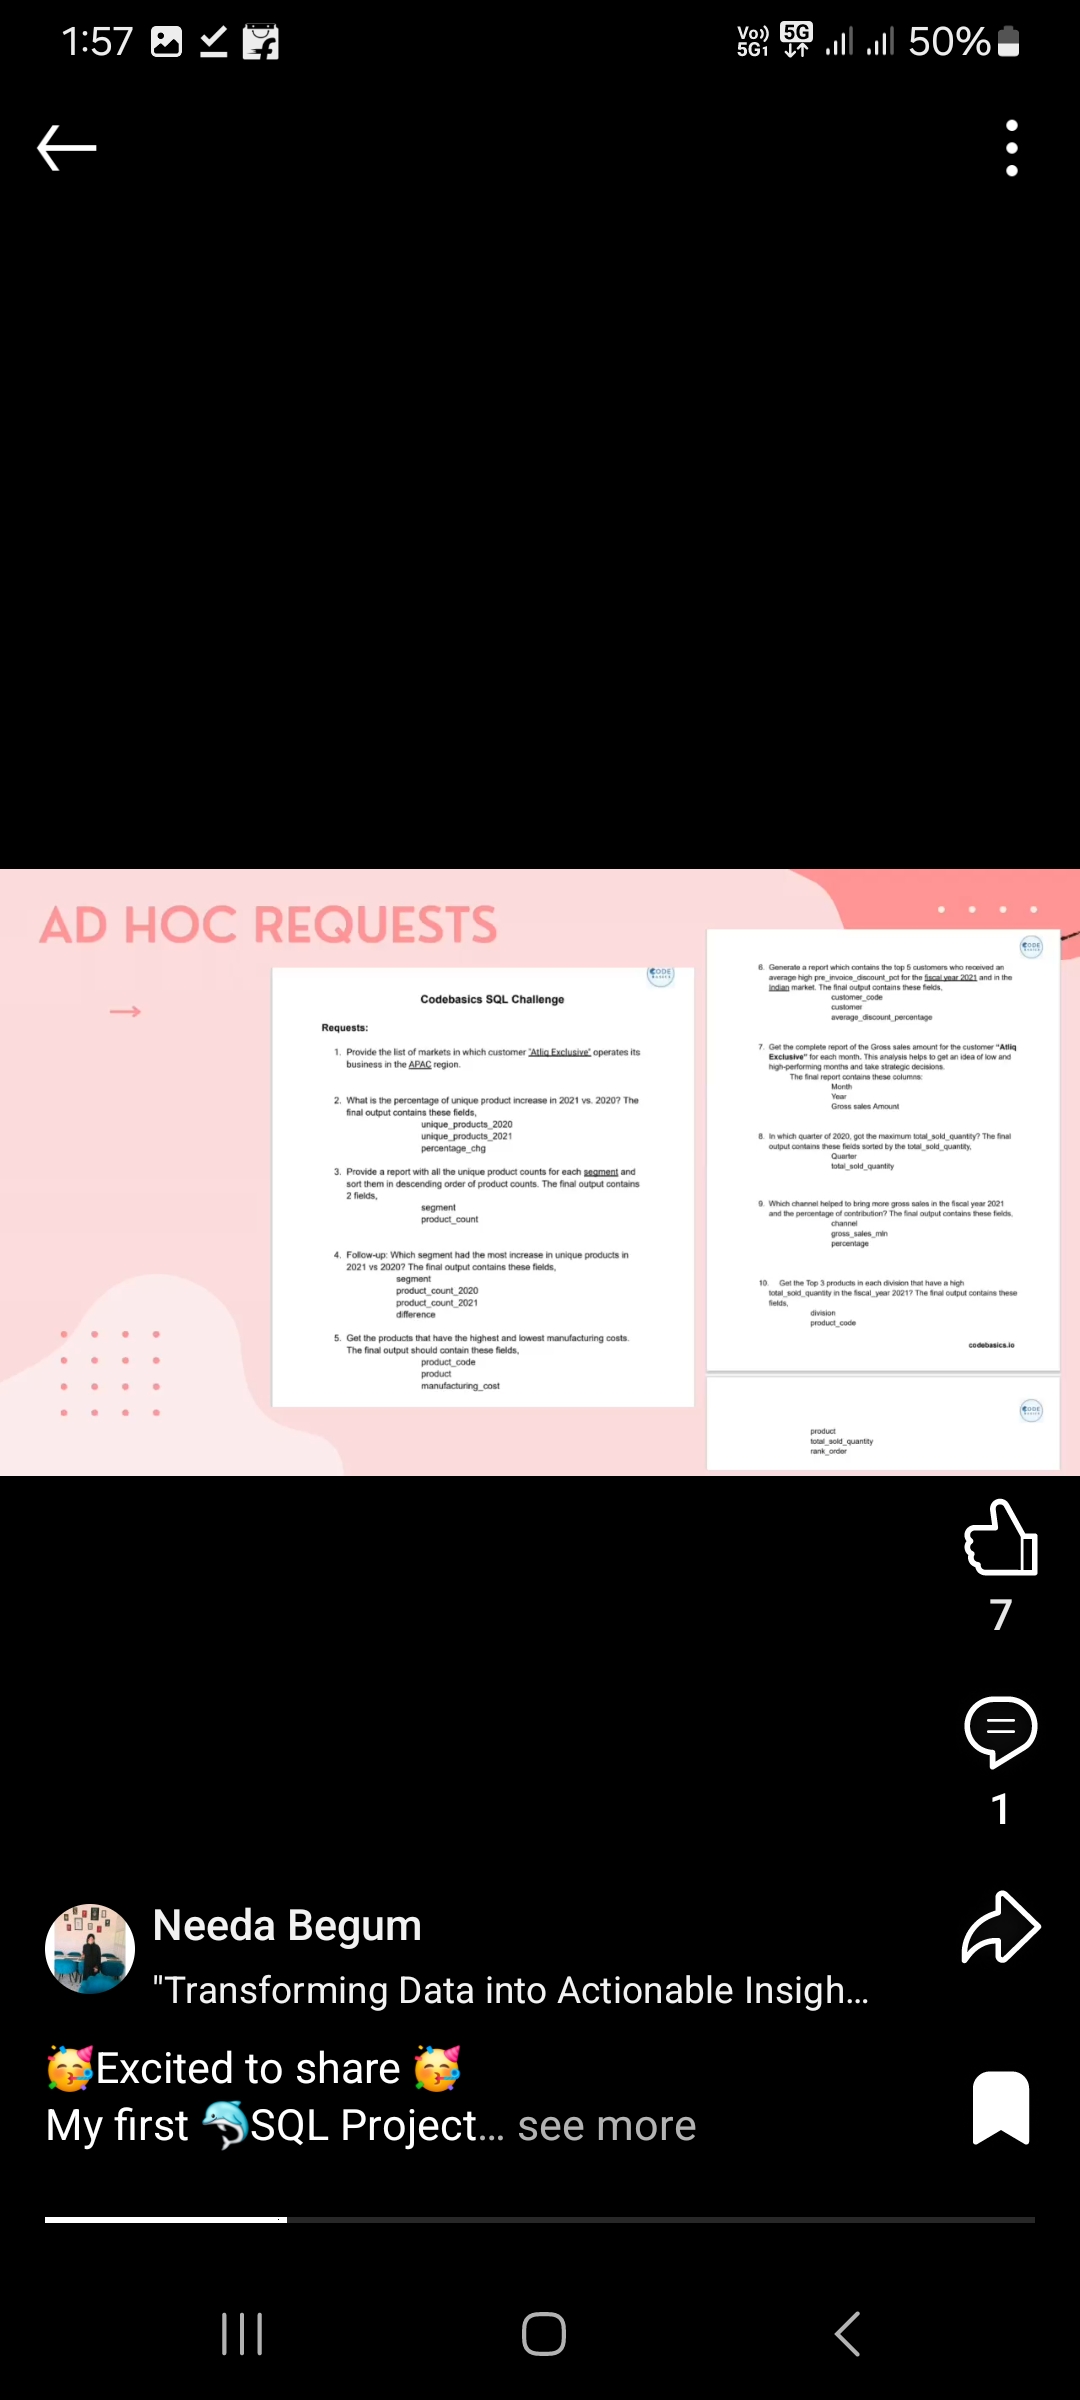 1:57
Vo)) 5G1 5G 50%
AD HOC REQUESTS
CODE BASICS
Codebasics SQL Challenge
Requests:
1. Provide the list of markets in which customer "Atliq Exclusive" operates its
business in the APAC region.
2. What is the percentage of unique product increase in 2021 vs. 2020? The
final output contains these fields,
unique_products_2020
unique_products_2021
percentage_chg
3. Provide a report with all the unique product counts for each segment and
sort them in descending order of product counts. The final output contains
2 fields,
segment
product_count
4. Follow-up: Which segment had the most increase in unique products in
2021 vs 2020? The final output contains these fields,
segment
product_count_2020
product_count_2021
difference
5. Get the products that have the highest and lowest manufacturing costs.
The final output should contain these fields,
product_code
product
manufacturing_cost
CODE BASICS
6. Generate a report which contains the top 5 customers who received an
average high pre_invoice_discount_pct for the fiscal year 2021 and in the
Indian market. The final output contains these fields,
customer_code
customer
average_discount_percentage
7. Get the complete report of the Gross sales amount for the customer "Atliq
Exclusive" for each month. This analysis helps to get an idea of low and
high-performing months and take strategic decisions.
The final report contains these columns:
Month
Year
Gross sales Amount
8. In which quarter of 2020, got the maximum total_sold_quantity? The final
output contains these fields sorted by the total_sold_quantity,
Quarter
total_sold_quantity
9. Which channel helped to bring more gross sales in the fiscal year 2021
and the percentage of contribution? The final output contains these fields,
channel
gross_sales_mln
percentage
10. Get the Top 3 products in each division that have a high
total_sold_quantity in the fiscal_year 2021? The final output contains these
fields,
division
product_code
codebasics.io
CODE BASICS
product
total_sold_quantity
rank_order
7
1
Needa Begum
"Transforming Data into Actionable Insigh...
🥳Excited to share 🥳
My first 🐬SQL Project... see more